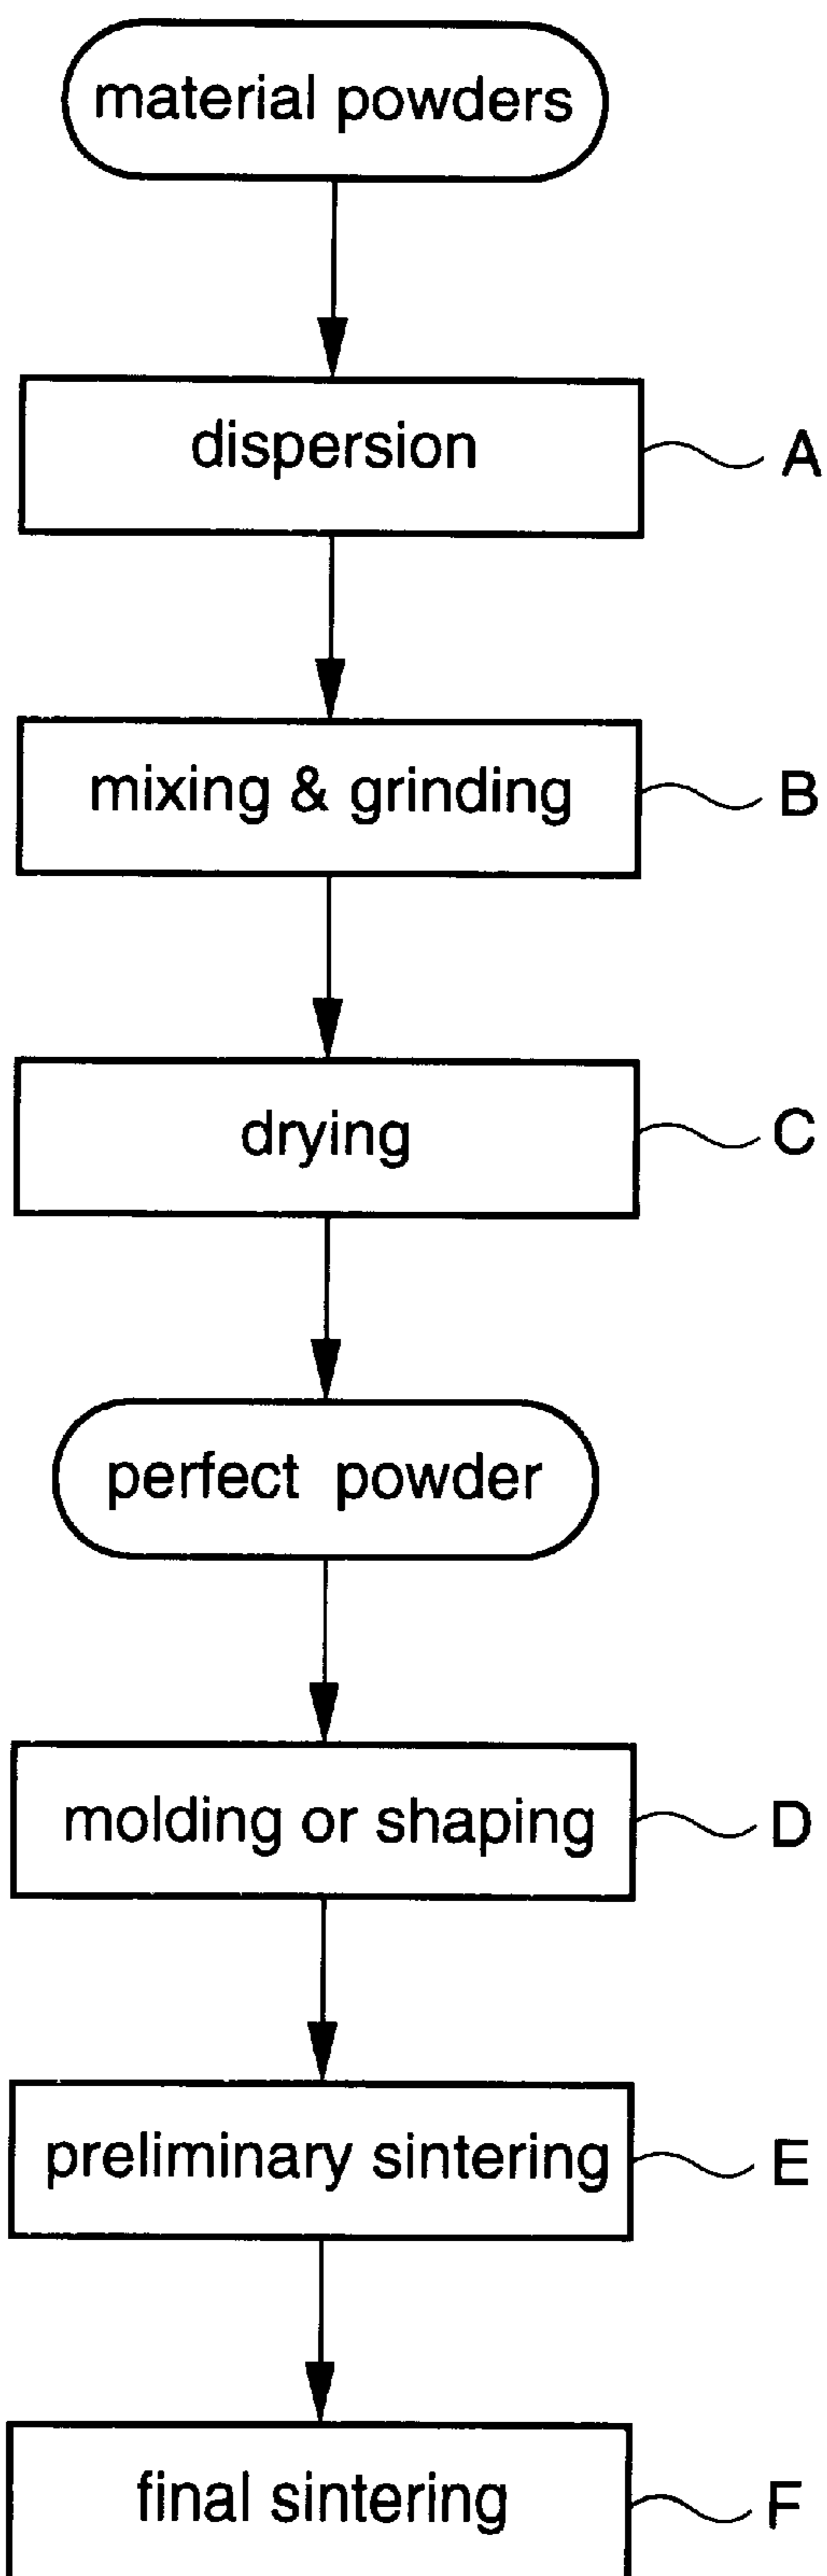 material powders
dispersion
A
mixing & grinding
B
drying
C
perfect powder
molding or shaping
D
preliminary sintering
E
final sintering
F